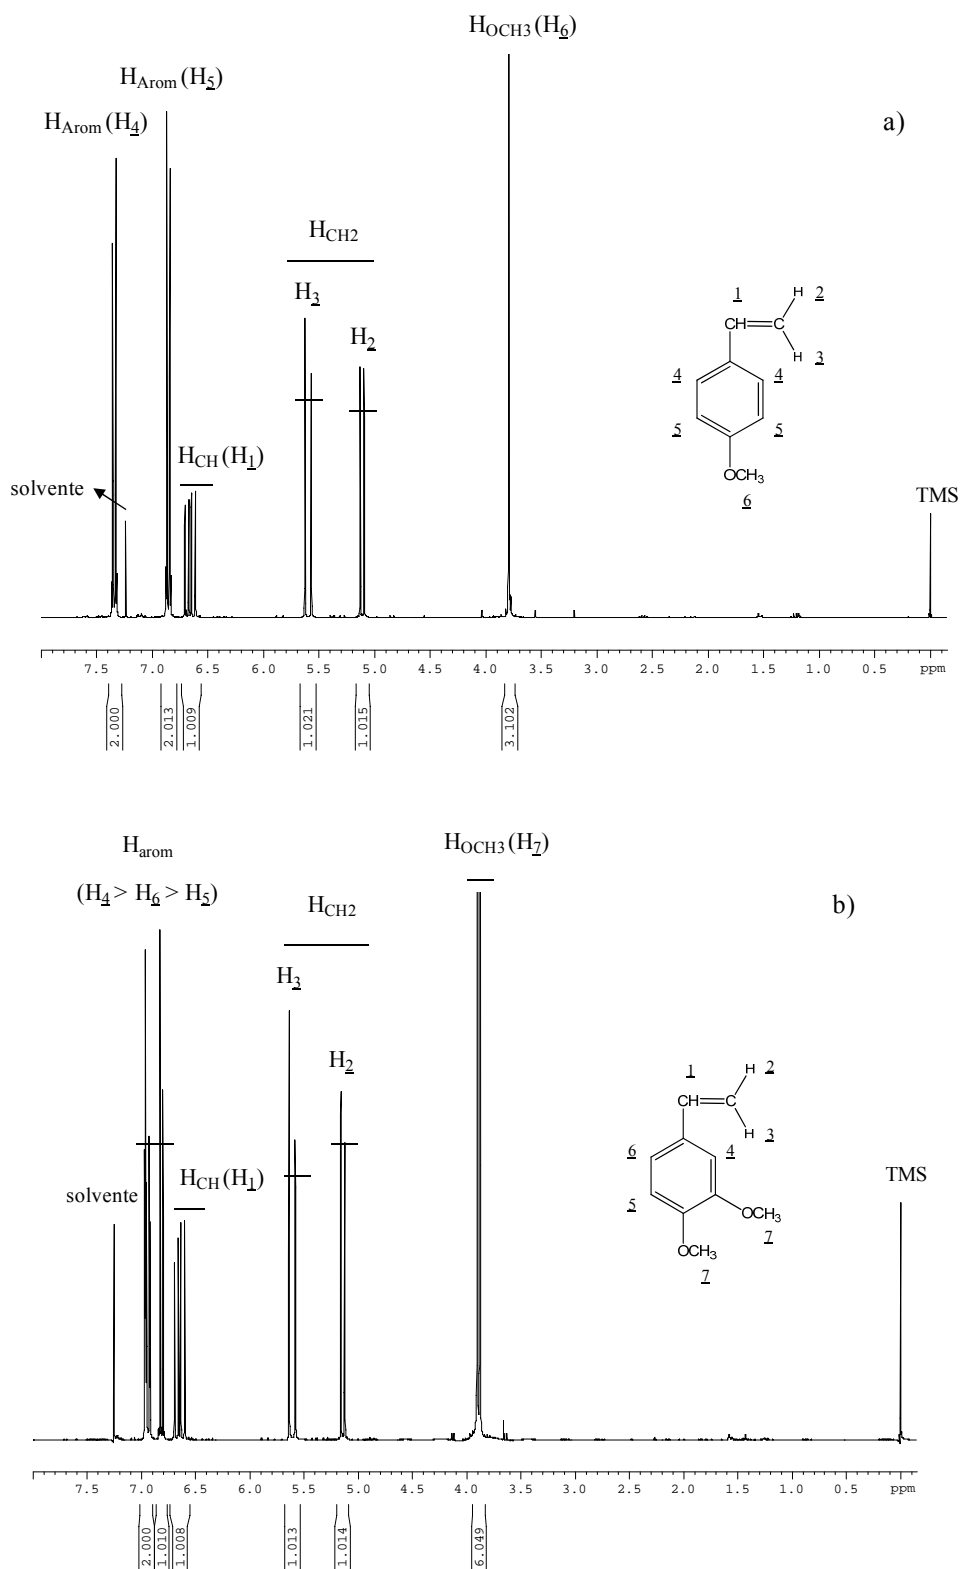 H_OCH3 (H_6)
H_Arom (H_5)
H_Arom (H_4)
a)
H_CH2
H_3
H_2
H_CH (H_1)
solvente
TMS
1
H
2
CH
CH
3
4
4
5
5
OCH3
6
7.5 7.0 6.5 6.0 5.5 5.0 4.5 4.0 3.5 3.0 2.5 2.0 1.5 1.0 0.5 ppm
2.000 2.013 1.009 1.021 1.015 3.102
H_arom
(H_4 > H_6 > H_5)
H_OCH3 (H_7)
b)
H_CH2
H_3
H_2
H_CH (H_1)
solvente
TMS
1
H
2
CH
H
3
6
4
5
OCH3
7
OCH3
7
7.5 7.0 6.5 6.0 5.5 5.0 4.5 4.0 3.5 3.0 2.5 2.0 1.5 1.0 0.5 ppm
2.000 1.010 1.008 1.013 1.014 6.049